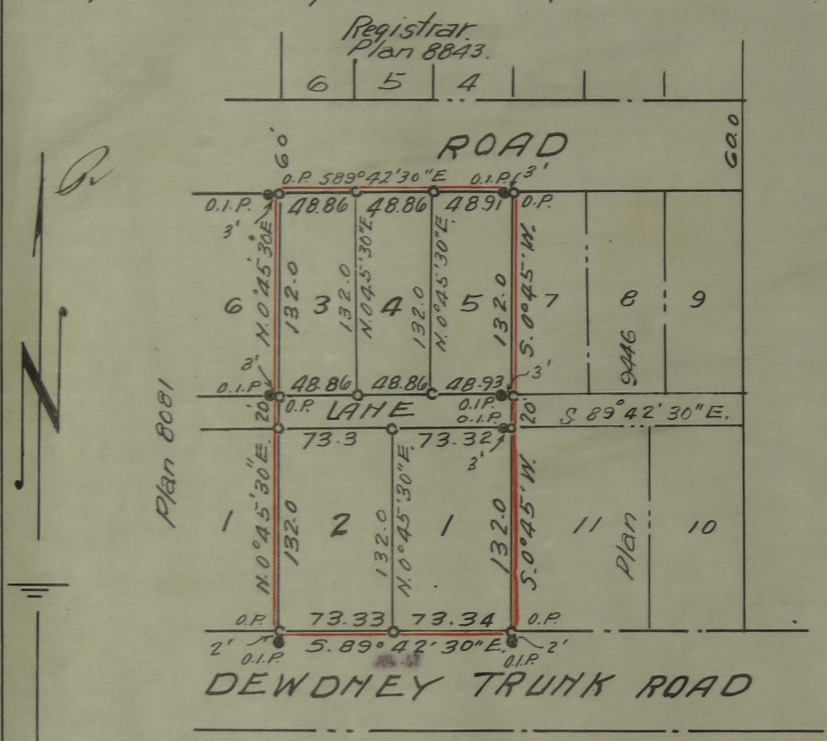 Registrar.
Plan 8843.
6 5 4
60'
ROAD
60.0
O.P. S89°42'30"E O.I.P. 3'
O.I.P. 48.86 48.86 48.91 O.P.
3'
N.0°45'30"E.
132.0
132.0
N.0°45'30"E.
132.0
N.0°45'30"E.
132.0
S.0°45'W.
6 3 4 5 7 8 9
9446
3' 3'
O.I.P. 48.86 48.86 48.93
20' O.P. LANE O.I.P. 20' S. 89°42'30"E.
O.I.P.
73.3 73.32
3'
Plan 8081
N.0°45'30"E.
132.0
132.0
N.0°45'30"E.
132.0
S.0°45'W.
1 2 1 11 10
Plan
O.P. 73.33 73.34 O.P.
2' S. 89°42'30"E. 2'
O.I.P. O.I.P.
DEWDNEY TRUNK ROAD